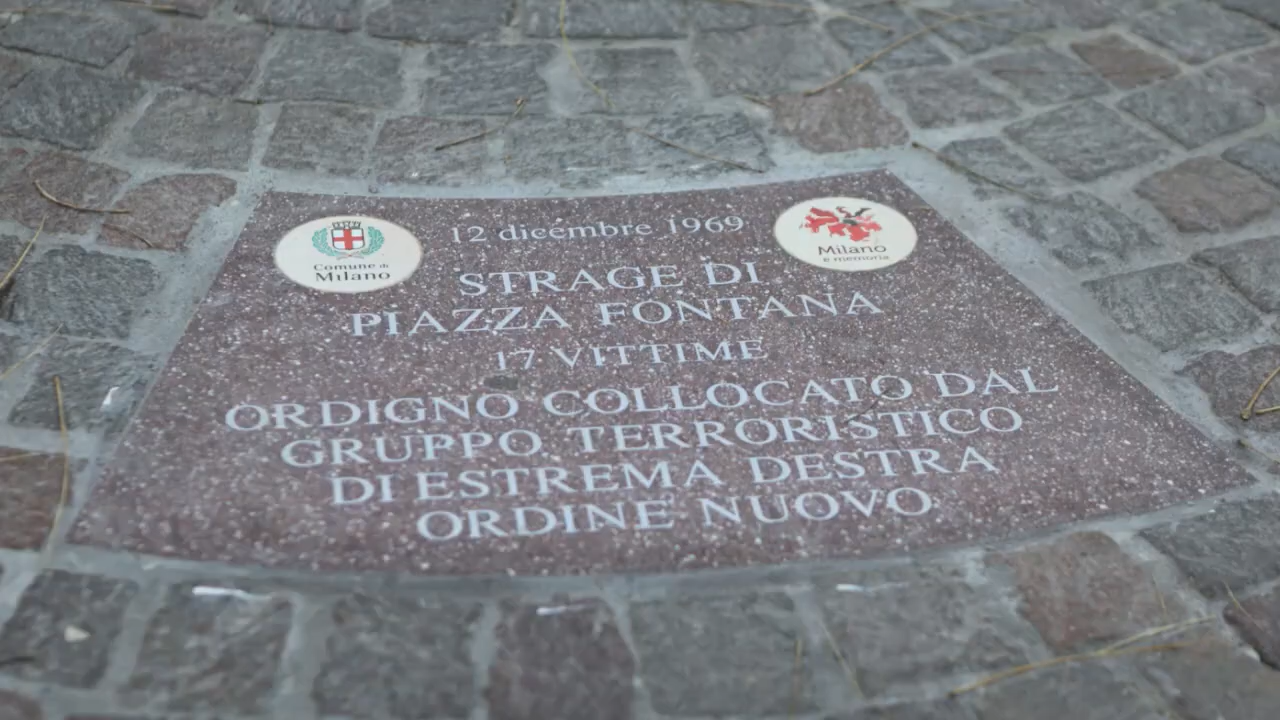 12 dicembre 1969
Comune di
Milano
Milano
e memoria
STRAGE DI
PIAZZA FONTANA
17 VITTIME
ORDIGNO COLLOCATO DAL
GRUPPO TERRORISTICO
DI ESTREMA DESTRA
ORDINE NUOVO